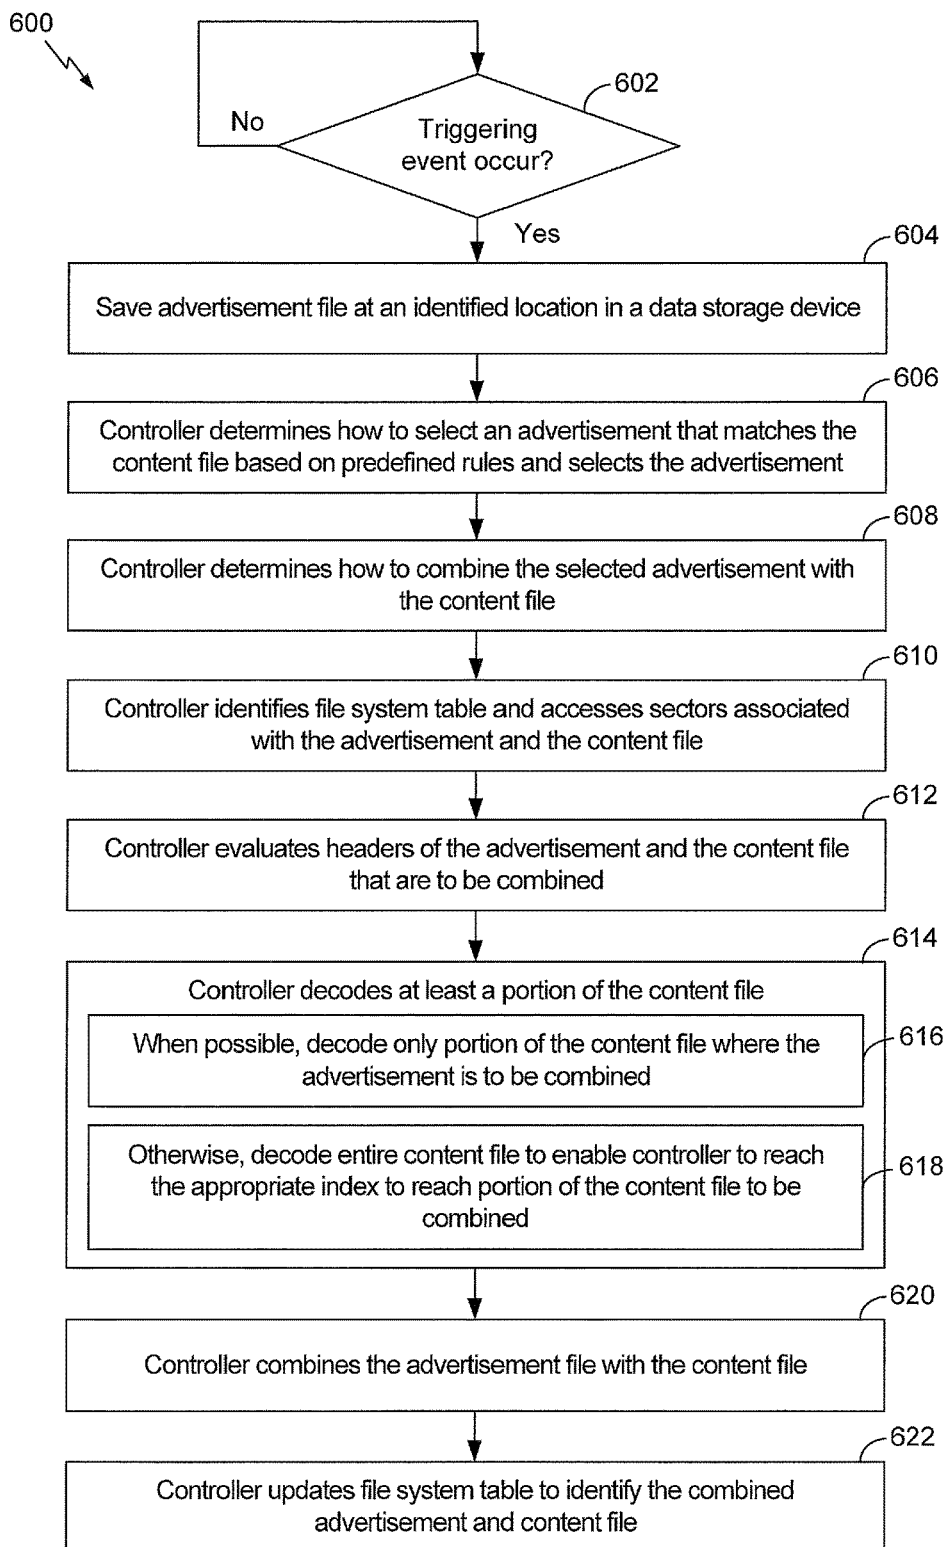 600
602
Triggering
event occur?
No
Yes
604
Save advertisement file at an identified location in a data storage device
606
Controller determines how to select an advertisement that matches the
content file based on predefined rules and selects the advertisement
608
Controller determines how to combine the selected advertisement with
the content file
610
Controller identifies file system table and accesses sectors associated
with the advertisement and the content file
612
Controller evaluates headers of the advertisement and the content file
that are to be combined
614
Controller decodes at least a portion of the content file
616
When possible, decode only portion of the content file where the
advertisement is to be combined
618
Otherwise, decode entire content file to enable controller to reach
the appropriate index to reach portion of the content file to be
combined
620
Controller combines the advertisement file with the content file
622
Controller updates file system table to identify the combined
advertisement and content file